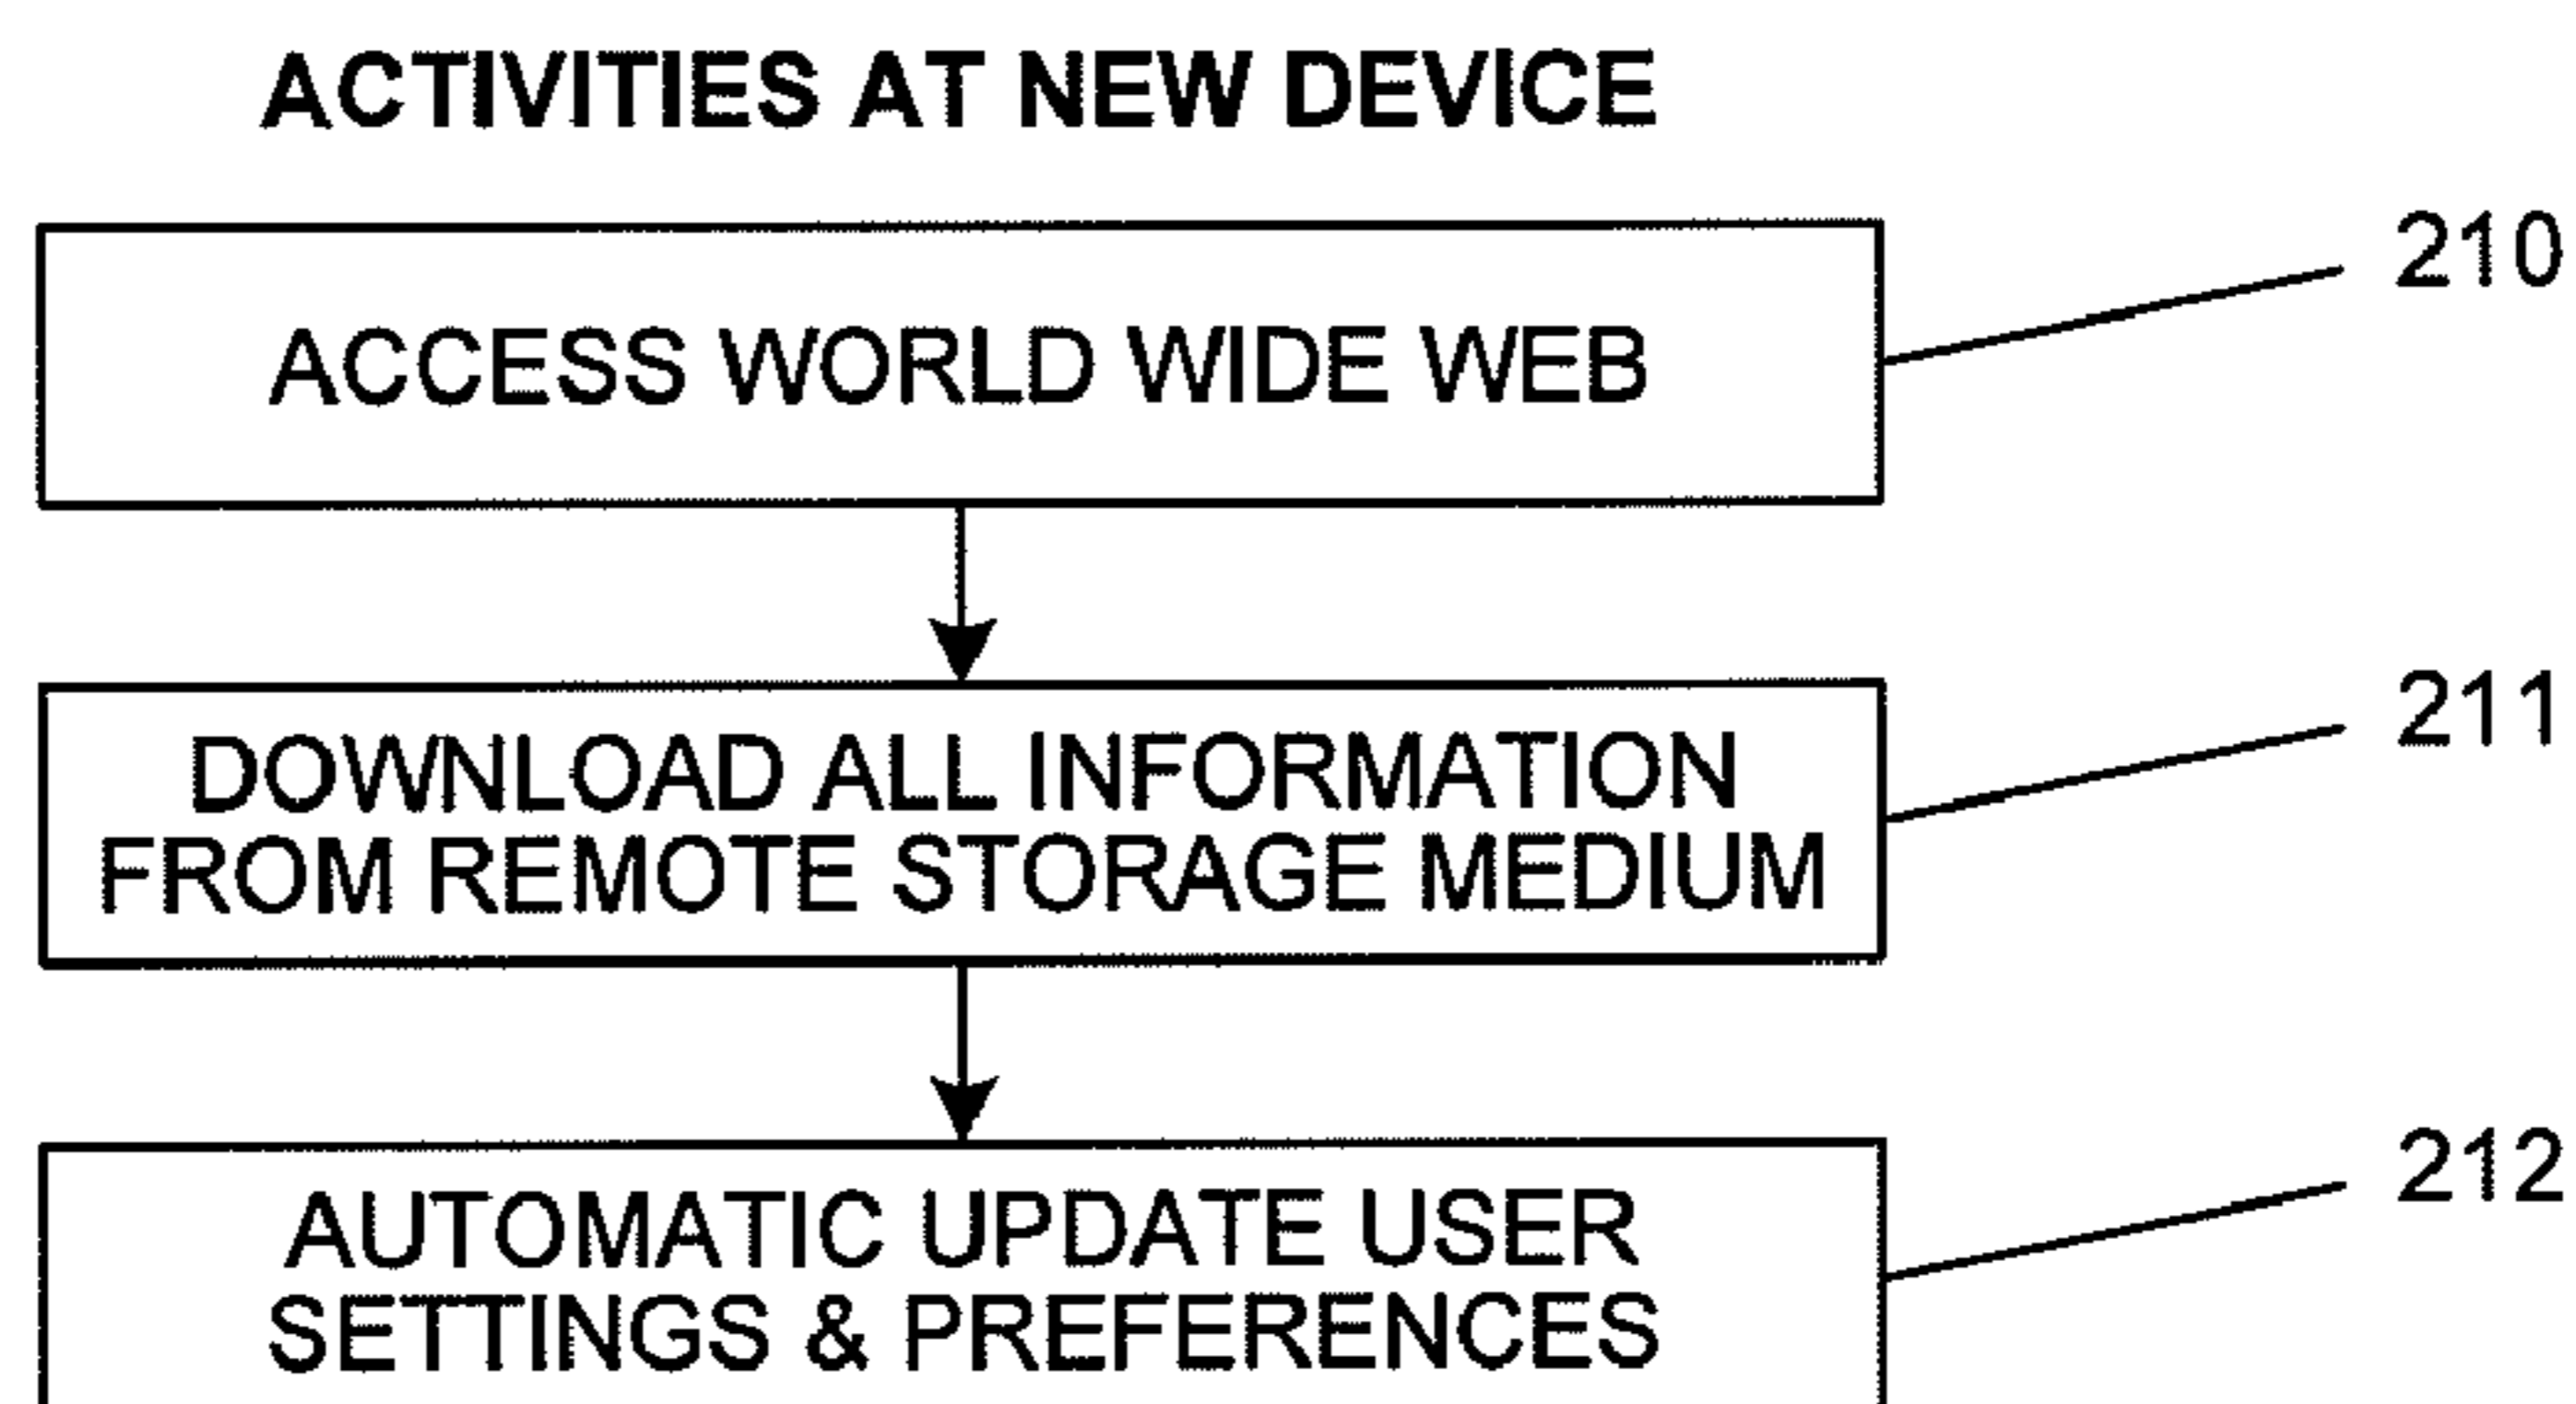 ACTIVITIES AT NEW DEVICE
210
ACCESS WORLD WIDE WEB
211
DOWNLOAD ALL INFORMATION
FROM REMOTE STORAGE MEDIUM
212
AUTOMATIC UPDATE USER
SETTINGS & PREFERENCES